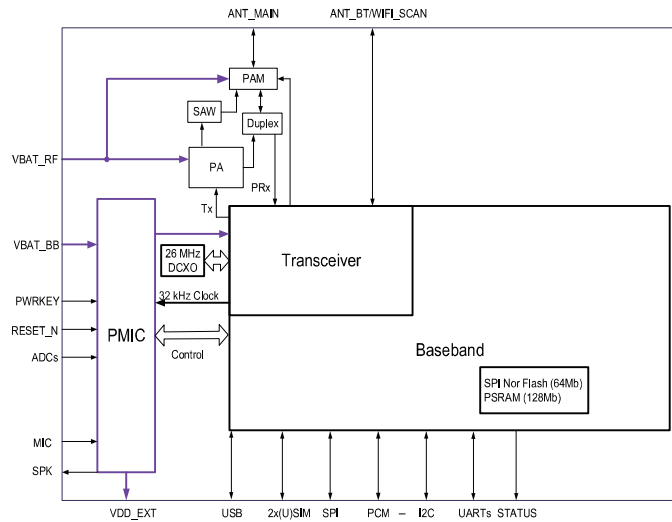 ANT_MAIN
ANT_BT/WIFI_SCAN
PAM
SAW
Duplex
VBAT_RF
PA
PRx
Tx
VBAT_BB
26 MHz
DCXO
Transceiver
PWRKEY
32 kHz Clock
RESET_N
PMIC
ADCs
Control
Baseband
SPI Nor Flash (64Mb)
PSRAM (128Mb)
MIC
SPK
VDD_EXT
USB
2x(U)SIM
SPI
PCM – I2C
UARTs
STATUS